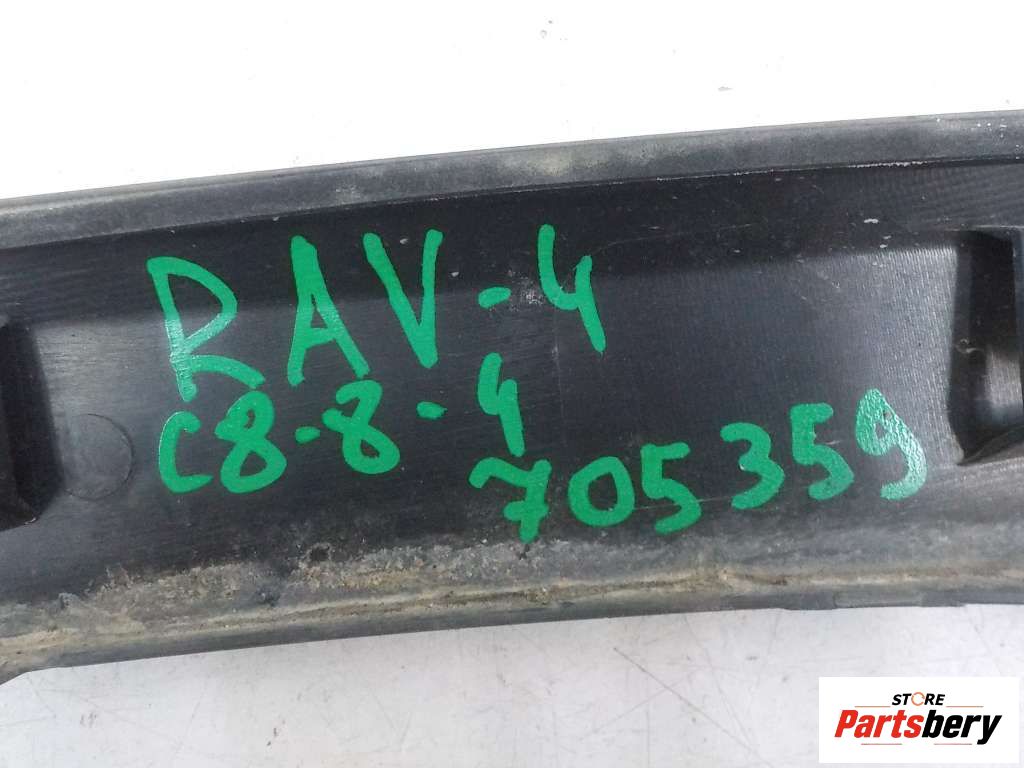 RAV-4
C8-8-4
705359
STORE
Partsbery